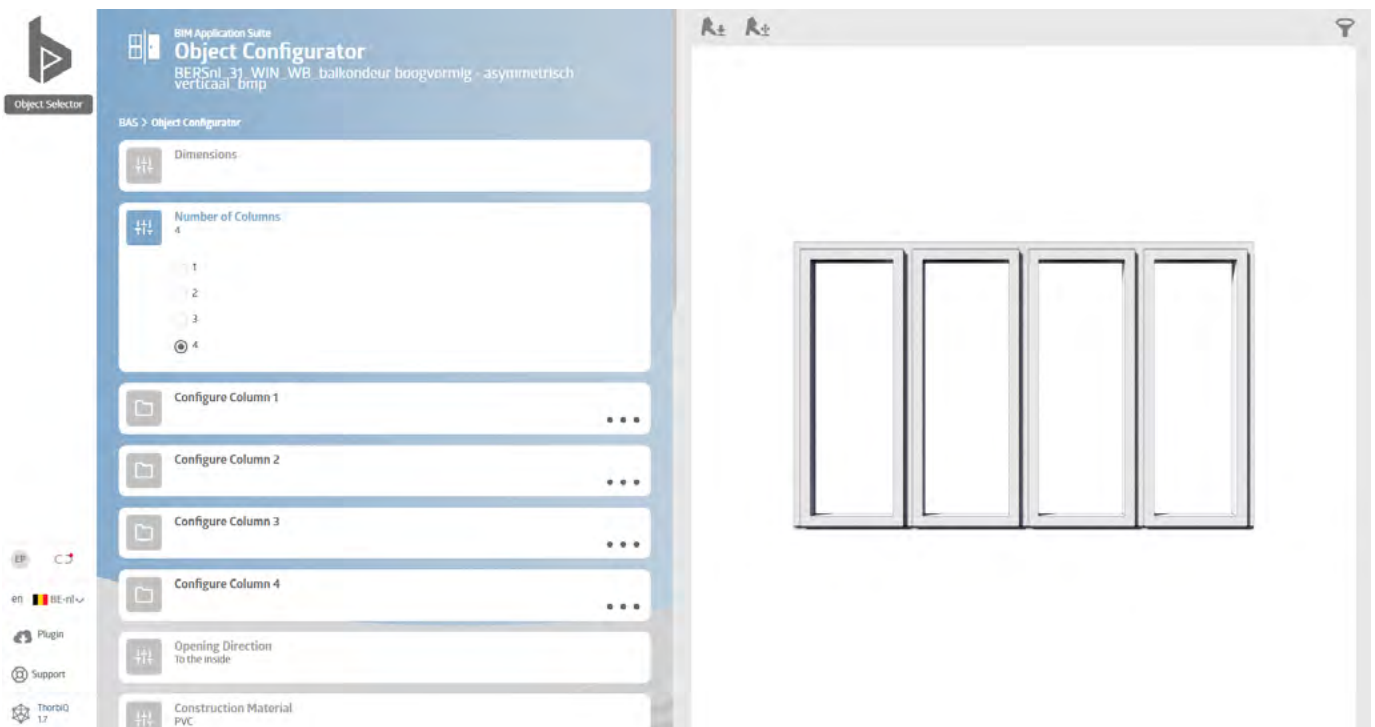 Object Selector
BIM Application Suite
Object Configurator
BERSnl_31_WIN_WB_balkondeur boogvormig - asymmetrisch
verticaal_bmp
BAS > Object Configurator
Dimensions
Number of Columns
4
1
2
3
4
Configure Column 1
Configure Column 2
Configure Column 3
Configure Column 4
Opening Direction
To the inside
Construction Material
PVC
EP
en BE-nl
Plugin
Support
ThorbiQ
1.7